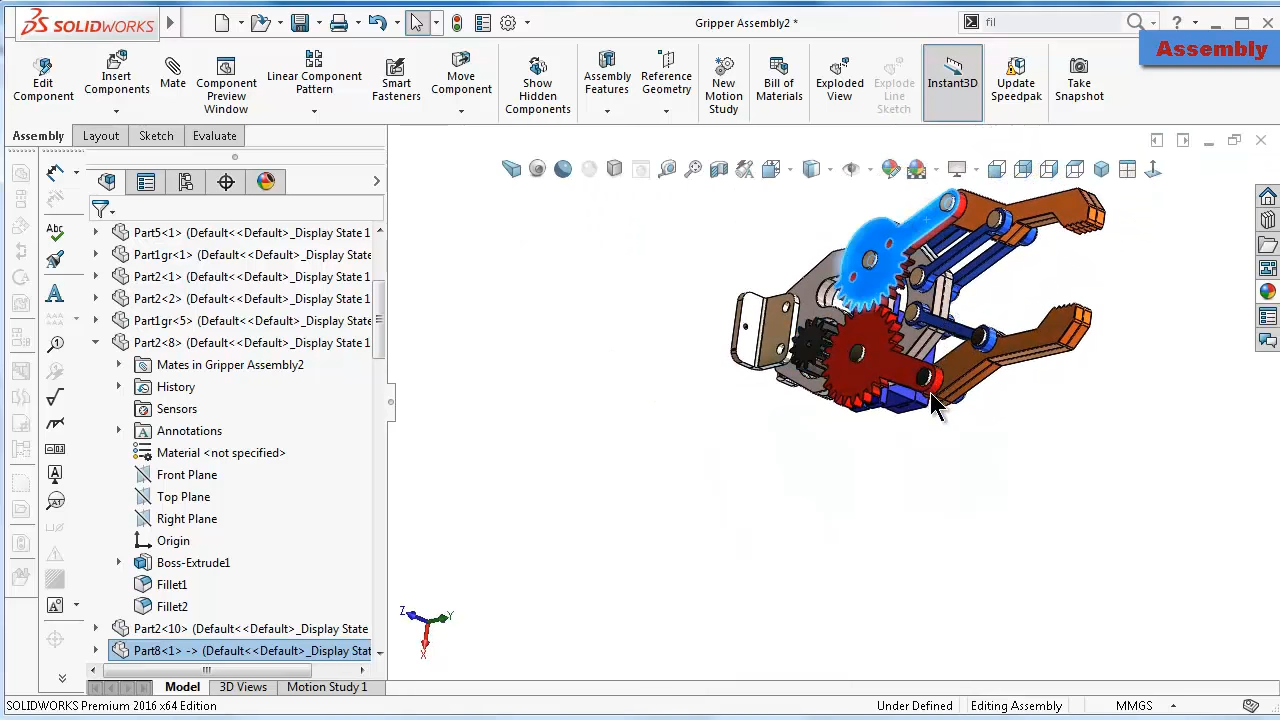 SOLIDWORKS
Gripper Assembly2 *
fil
Assembly
Edit Component
Insert Components
Mate
Component Preview Window
Linear Component Pattern
Smart Fasteners
Move Component
Show Hidden Components
Assembly Features
Reference Geometry
New Motion Study
Bill of Materials
Exploded View
Explode Line Sketch
Instant3D
Update Speedpak
Take Snapshot
Assembly
Layout
Sketch
Evaluate
Part5<1> (Default<<Default>_Display State 1
Part1gr<1> (Default<<Default>_Display State
Part2<1> (Default<<Default>_Display State 1
Part2<2> (Default<<Default>_Display State 1
Part1gr<5> (Default<<Default>_Display State
Part2<8> (Default<<Default>_Display State 1
Mates in Gripper Assembly2
History
Sensors
Annotations
Material <not specified>
Front Plane
Top Plane
Right Plane
Origin
Boss-Extrude1
Fillet1
Fillet2
Part2<10> (Default<<Default>_Display State
Part8<1> -> (Default<<Default>_Display Stat
Abc
A
Z
Y
X
Model
3D Views
Motion Study 1
SOLIDWORKS Premium 2016 x64 Edition
Under Defined
Editing Assembly
MMGS